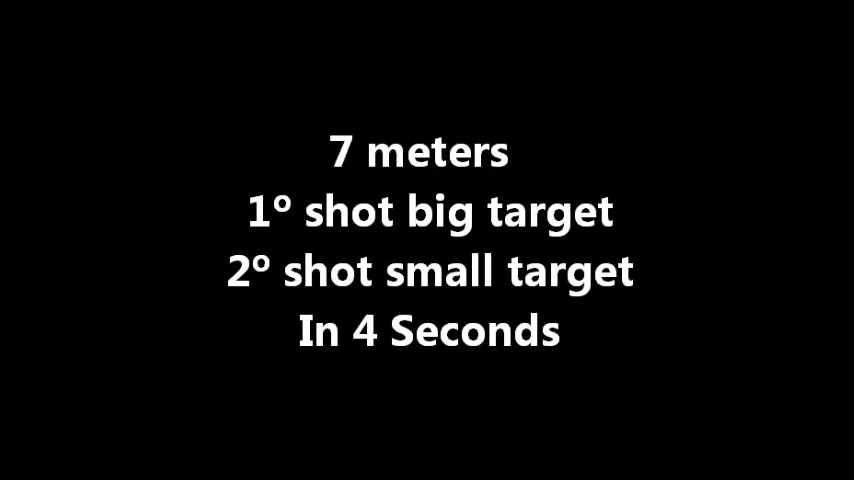 7 meters
1º shot big target
2º shot small target
In 4 Seconds